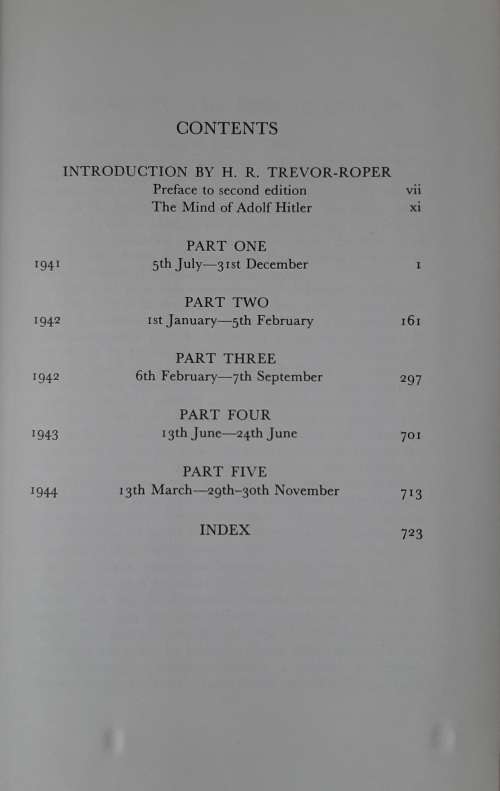 CONTENTS
INTRODUCTION BY H. R. TREVOR-ROPER
Preface to second edition vii
The Mind of Adolf Hitler xi
PART ONE
1941 5th July—31st December 1
PART TWO
1942 1st January—5th February 161
PART THREE
1942 6th February—7th September 297
PART FOUR
1943 13th June—24th June 701
PART FIVE
1944 13th March—29th–30th November 713
INDEX 723